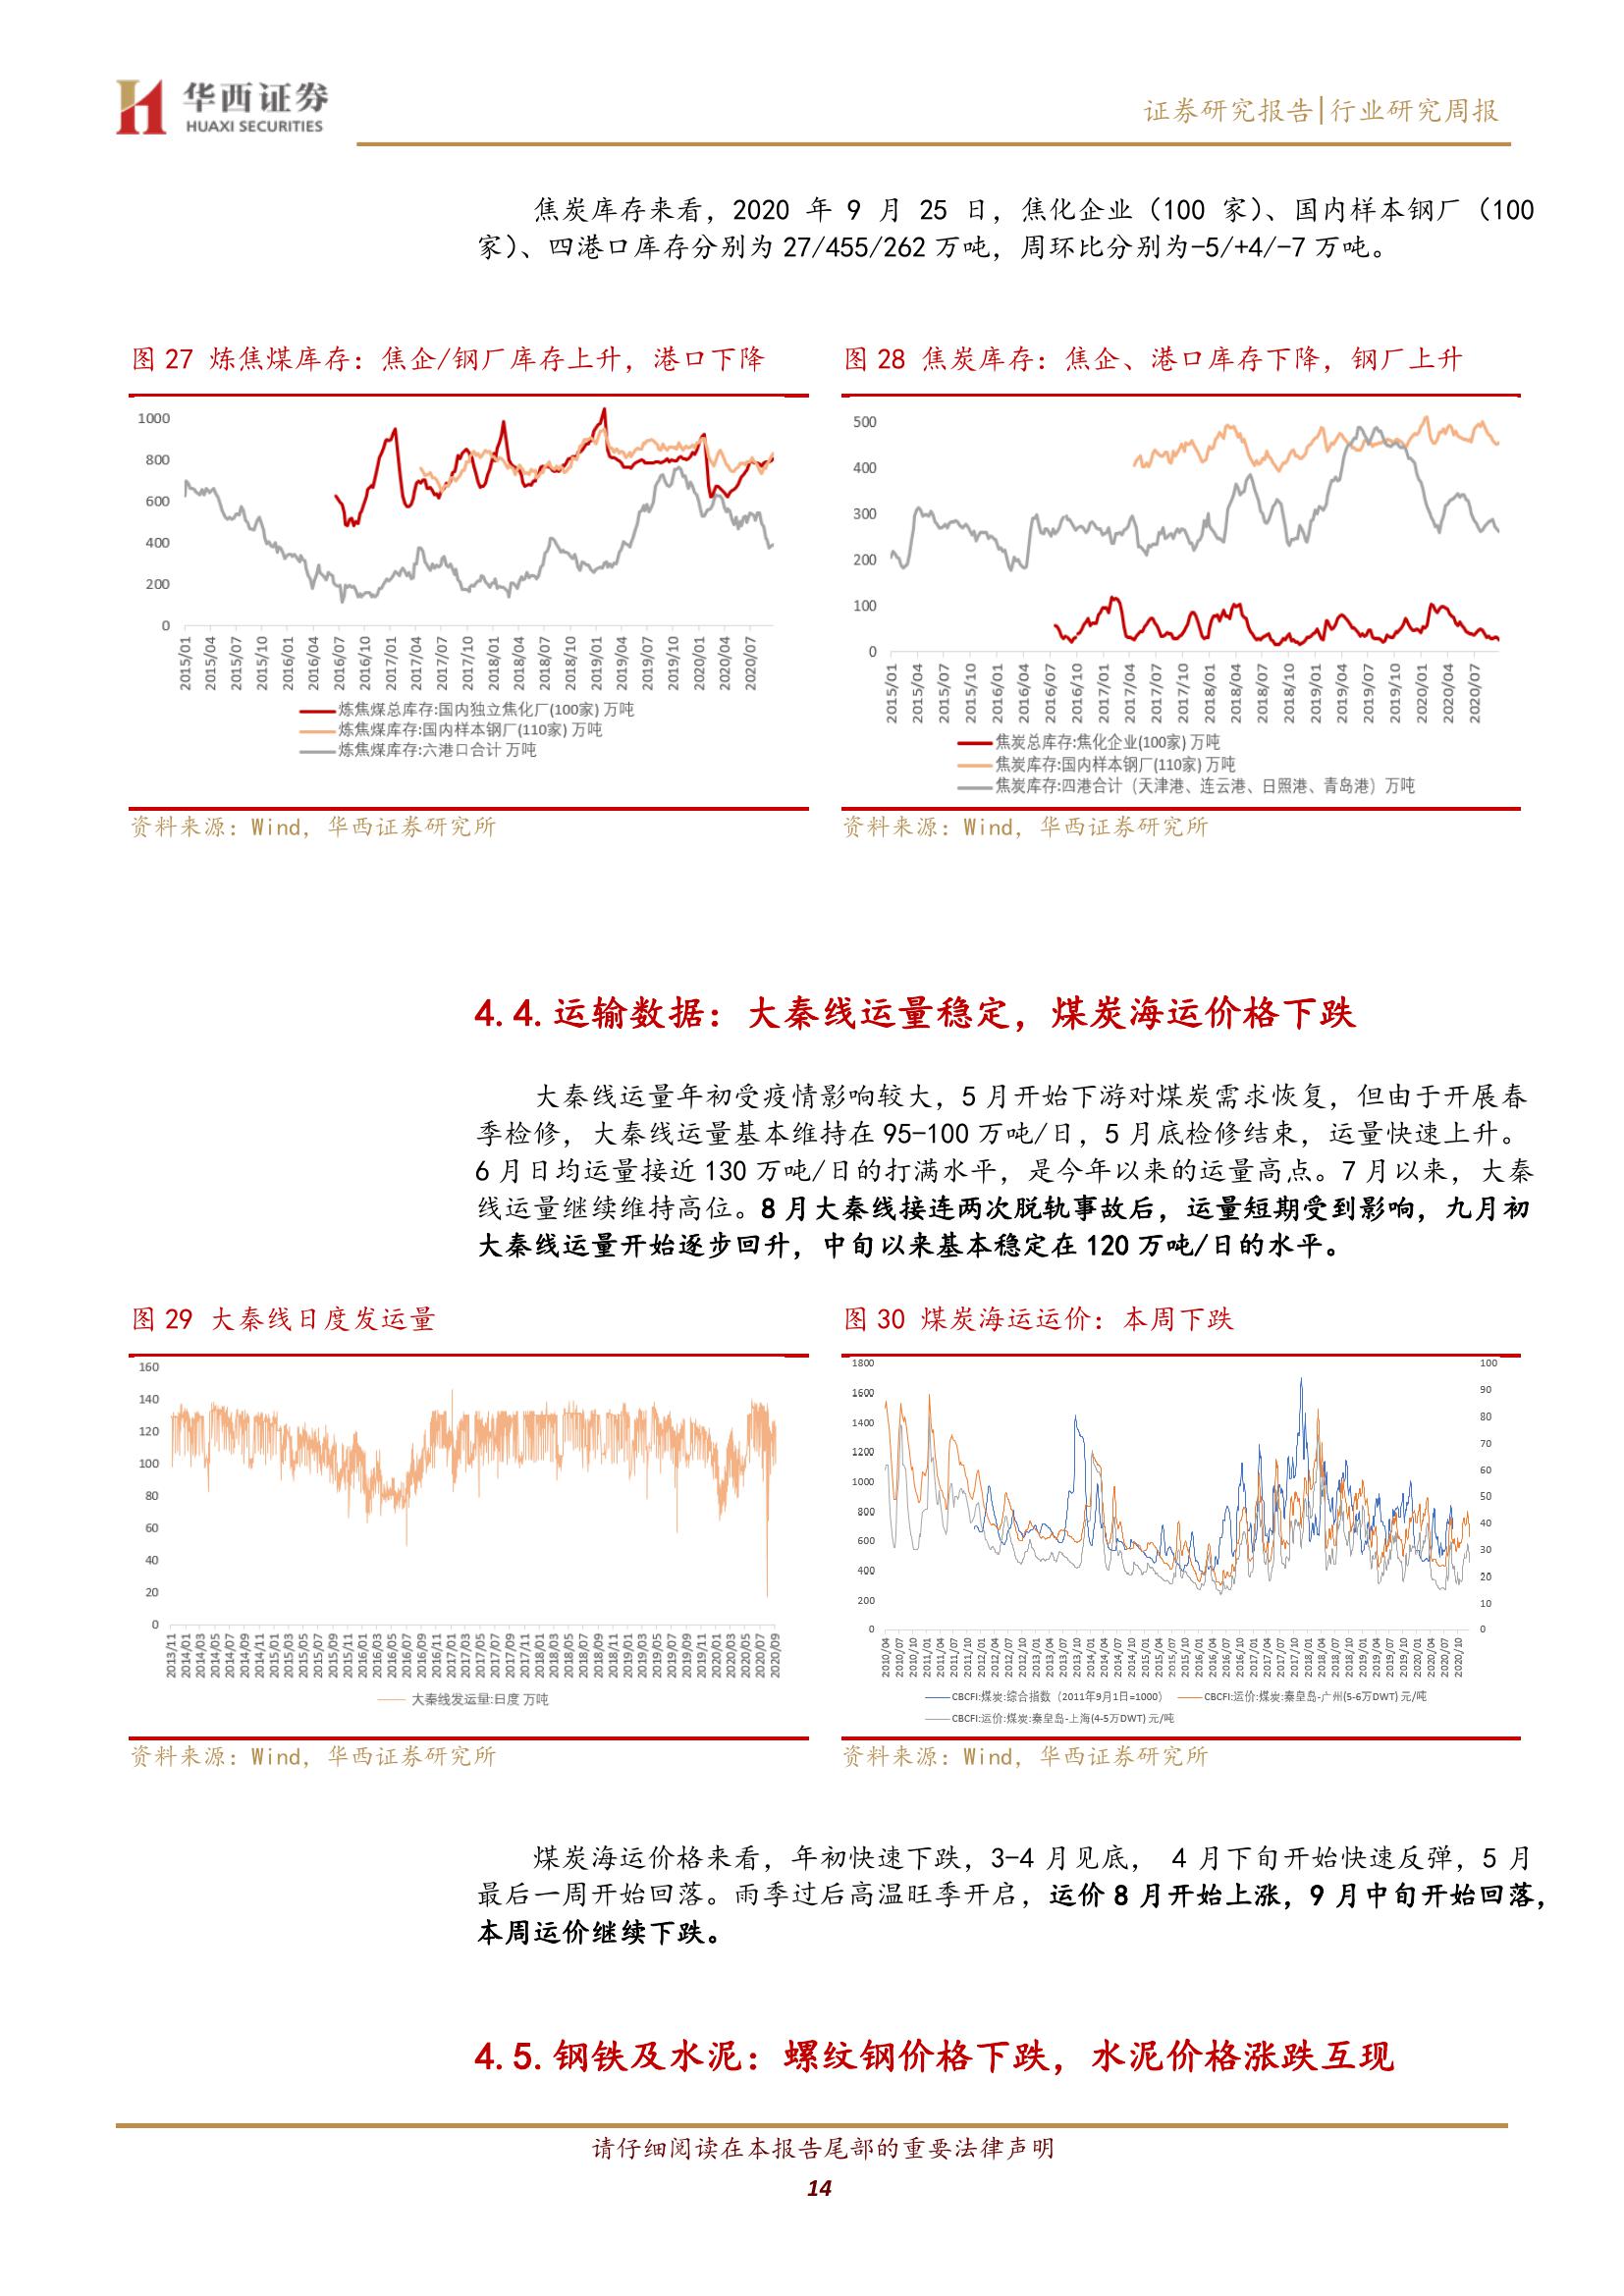 华西证券
HUAXI SECURITIES
证券研究报告|行业研究周报
焦炭库存来看，2020 年 9 月 25 日，焦化企业（100 家）、国内样本钢厂（100
家）、四港口库存分别为 27/455/262 万吨，周环比分别为-5/+4/-7 万吨。
图 27 炼焦煤库存：焦企/钢厂库存上升，港口下降
1000
800
600
400
200
0
2015/01 2015/04 2015/07 2015/10 2016/01 2016/04 2016/07 2016/10 2017/01 2017/04 2017/07 2017/10 2018/01 2018/04 2018/07 2018/10 2019/01 2019/04 2019/07 2019/10 2020/01 2020/04 2020/07
炼焦煤总库存:国内独立焦化厂(100家) 万吨
炼焦煤库存:国内样本钢厂(110家) 万吨
炼焦煤库存:六港口合计 万吨
资料来源：Wind，华西证券研究所
图 28 焦炭库存：焦企、港口库存下降，钢厂上升
500
400
300
200
100
0
2015/01 2015/04 2015/07 2015/10 2016/01 2016/04 2016/07 2016/10 2017/01 2017/04 2017/07 2017/10 2018/01 2018/04 2018/07 2018/10 2019/01 2019/04 2019/07 2019/10 2020/01 2020/04 2020/07
焦炭总库存:焦化企业(100家) 万吨
焦炭库存:国内样本钢厂(110家) 万吨
焦炭库存:四港合计（天津港、连云港、日照港、青岛港）万吨
资料来源：Wind，华西证券研究所
4.4.运输数据：大秦线运量稳定，煤炭海运价格下跌
大秦线运量年初受疫情影响较大，5 月开始下游对煤炭需求恢复，但由于开展春
季检修，大秦线运量基本维持在 95-100 万吨/日，5 月底检修结束，运量快速上升。
6 月日均运量接近 130 万吨/日的打满水平，是今年以来的运量高点。7 月以来，大秦
线运量继续维持高位。8 月大秦线接连两次脱轨事故后，运量短期受到影响，九月初
大秦线运量开始逐步回升，中旬以来基本稳定在 120 万吨/日的水平。
图 29 大秦线日度发运量
160
140
120
100
80
60
40
20
0
2013/11 2014/01 2014/03 2014/05 2014/07 2014/09 2014/11 2015/01 2015/03 2015/05 2015/07 2015/09 2015/11 2016/01 2016/03 2016/05 2016/07 2016/09 2016/11 2017/01 2017/03 2017/05 2017/07 2017/09 2017/11 2018/01 2018/03 2018/05 2018/07 2018/09 2018/11 2019/01 2019/03 2019/05 2019/07 2019/09 2019/11 2020/01 2020/03 2020/05 2020/07 2020/09
大秦线发运量:日度 万吨
资料来源：Wind，华西证券研究所
图 30 煤炭海运运价：本周下跌
1800
1600
1400
1200
1000
800
600
400
200
0
100
90
80
70
60
50
40
30
20
10
0
2010/04 2010/07 2010/10 2011/01 2011/04 2011/07 2011/10 2012/01 2012/04 2012/07 2012/10 2013/01 2013/04 2013/07 2013/10 2014/01 2014/04 2014/07 2014/10 2015/01 2015/04 2015/07 2015/10 2016/01 2016/04 2016/07 2016/10 2017/01 2017/04 2017/07 2017/10 2018/01 2018/04 2018/07 2018/10 2019/01 2019/04 2019/07 2019/10 2020/01 2020/04 2020/07 2020/10
CBCFI:煤炭:综合指数（2011年9月1日=1000）
CBCFI:运价:煤炭:秦皇岛-广州(5-6万DWT) 元/吨
CBCFI:运价:煤炭:秦皇岛-上海(4-5万DWT) 元/吨
资料来源：Wind，华西证券研究所
煤炭海运价格来看，年初快速下跌，3-4 月见底， 4 月下旬开始快速反弹，5 月
最后一周开始回落。雨季过后高温旺季开启，运价 8 月开始上涨，9 月中旬开始回落，
本周运价继续下跌。
4.5.钢铁及水泥：螺纹钢价格下跌，水泥价格涨跌互现
请仔细阅读在本报告尾部的重要法律声明
14